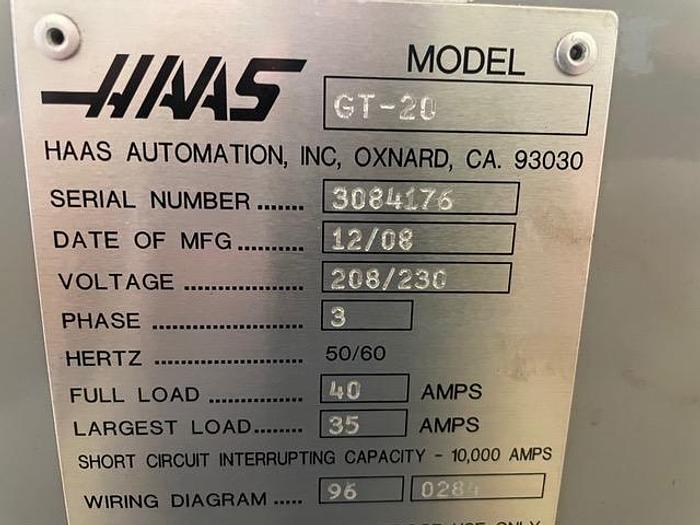 HAAS MODEL
GT-20
HAAS AUTOMATION, INC, OXNARD, CA. 93030
SERIAL NUMBER ....... 3084176
DATE OF MFG .......... 12/08
VOLTAGE .................. 208/230
PHASE ....................... 3
HERTZ ....................... 50/60
FULL LOAD ................ 40 AMPS
LARGEST LOAD........ 35 AMPS
SHORT CIRCUIT INTERRUPTING CAPACITY - 10,000 AMPS
WIRING DIAGRAM ..... 96 0284
USE ONLY